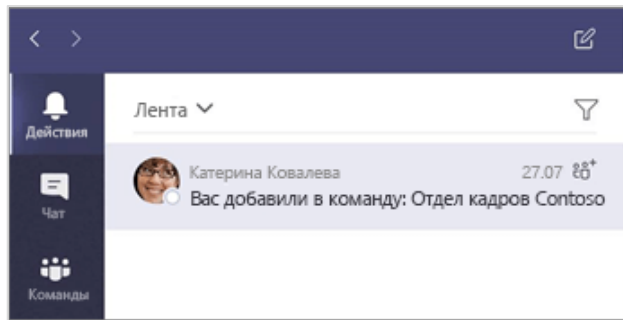 Лента
Действия
Катерина Ковалева 27.07
Вас добавили в команду: Отдел кадров Contoso
Чат
Команды